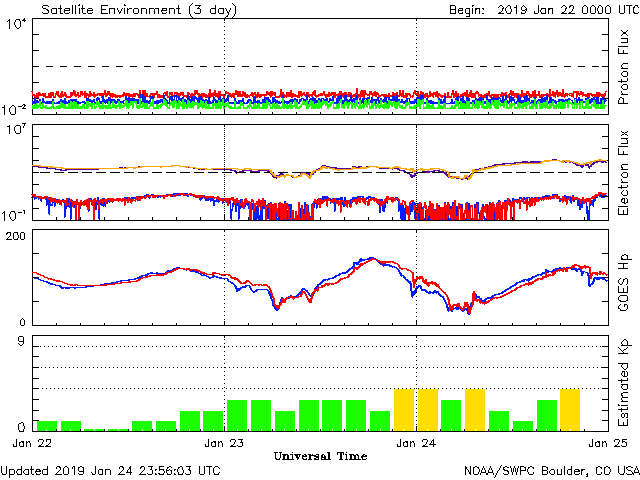 Satellite Environment (3 day) Begin: 2019 Jan 22 0000 UTC
10^4
10^-2
Proton Flux
10^7
10^-1
Electron Flux
200
0
GOES Hp
9
0
Estimated Kp
Jan 22 Jan 23 Jan 24 Jan 25
Universal Time
Updated 2019 Jan 24 23:56:03 UTC NOAA/SWPC Boulder, CO USA